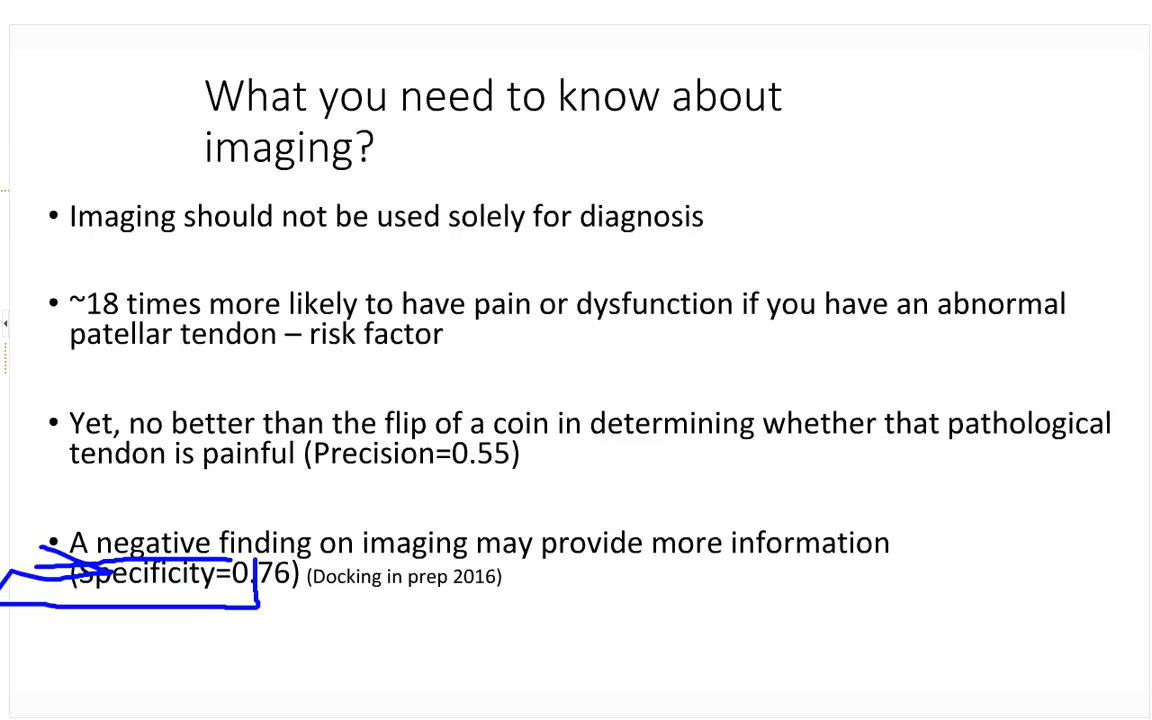 What you need to know about
imaging?
• Imaging should not be used solely for diagnosis
• ~18 times more likely to have pain or dysfunction if you have an abnormal
patellar tendon – risk factor
• Yet, no better than the flip of a coin in determining whether that pathological
tendon is painful (Precision=0.55)
• A negative finding on imaging may provide more information
(Specificity=0.76) (Docking in prep 2016)